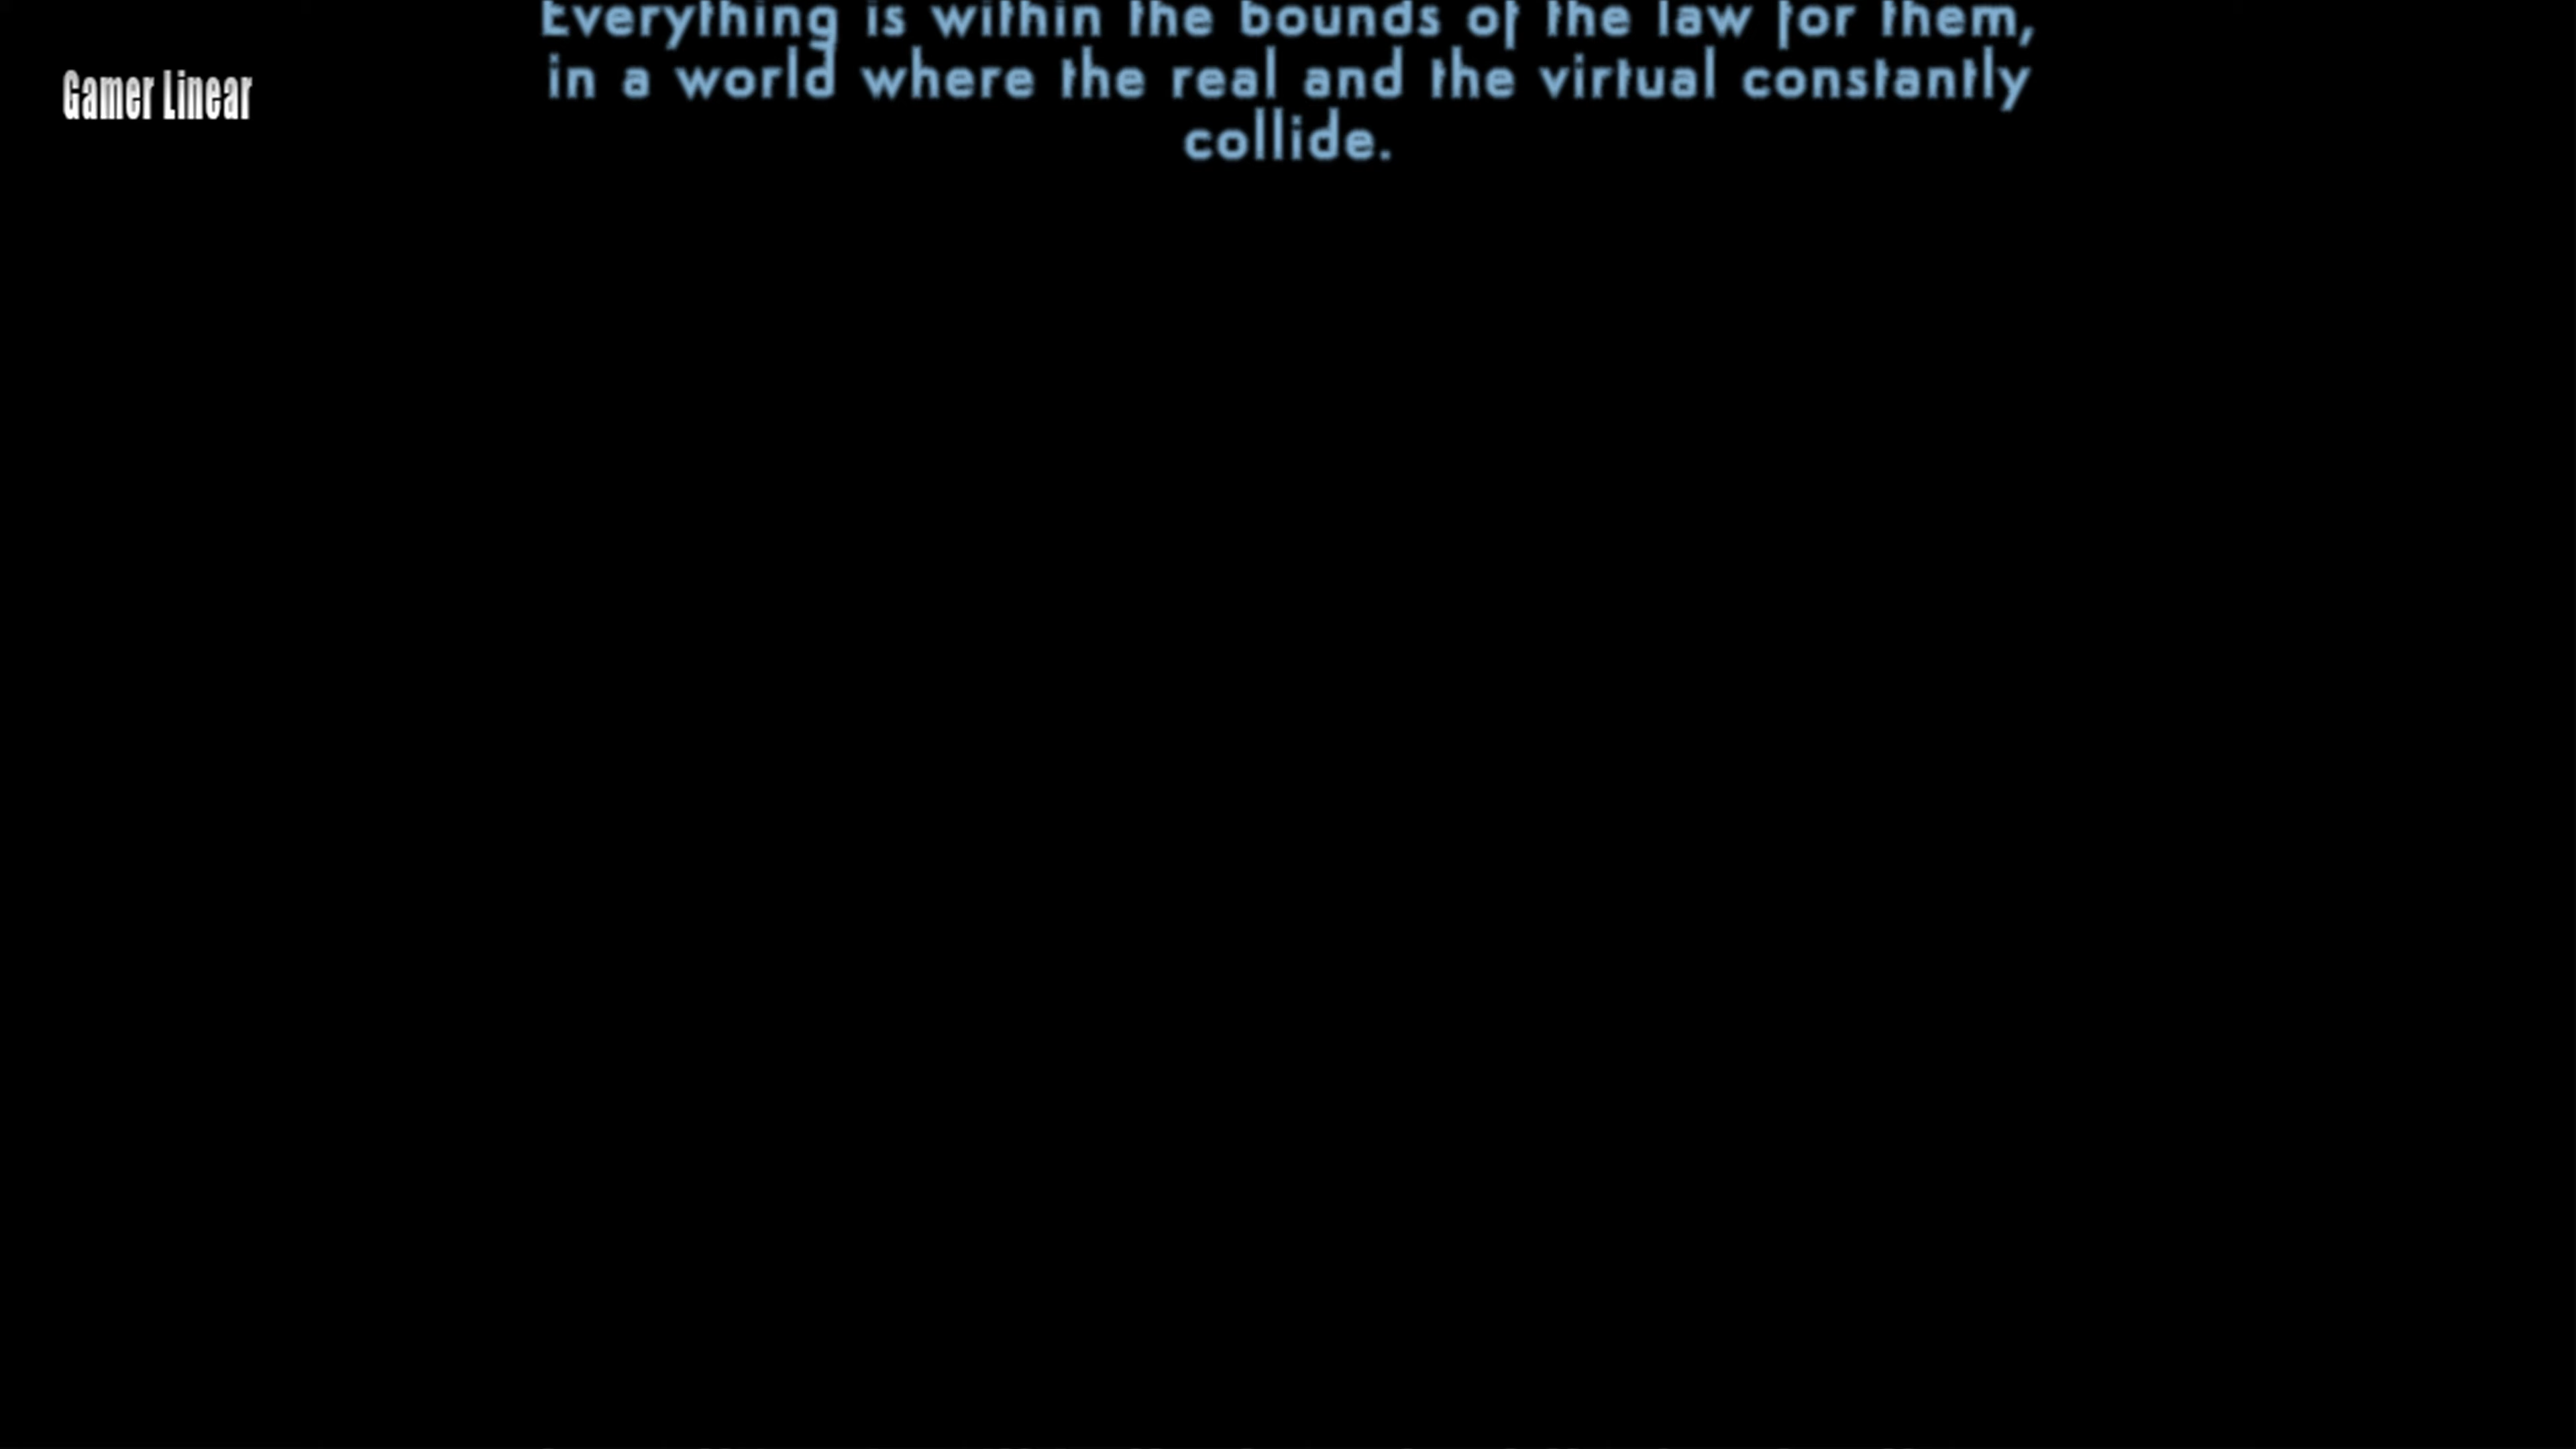 Everything is within the bounds of the law for them,
in a world where the real and the virtual constantly
collide.
Gamer Linear